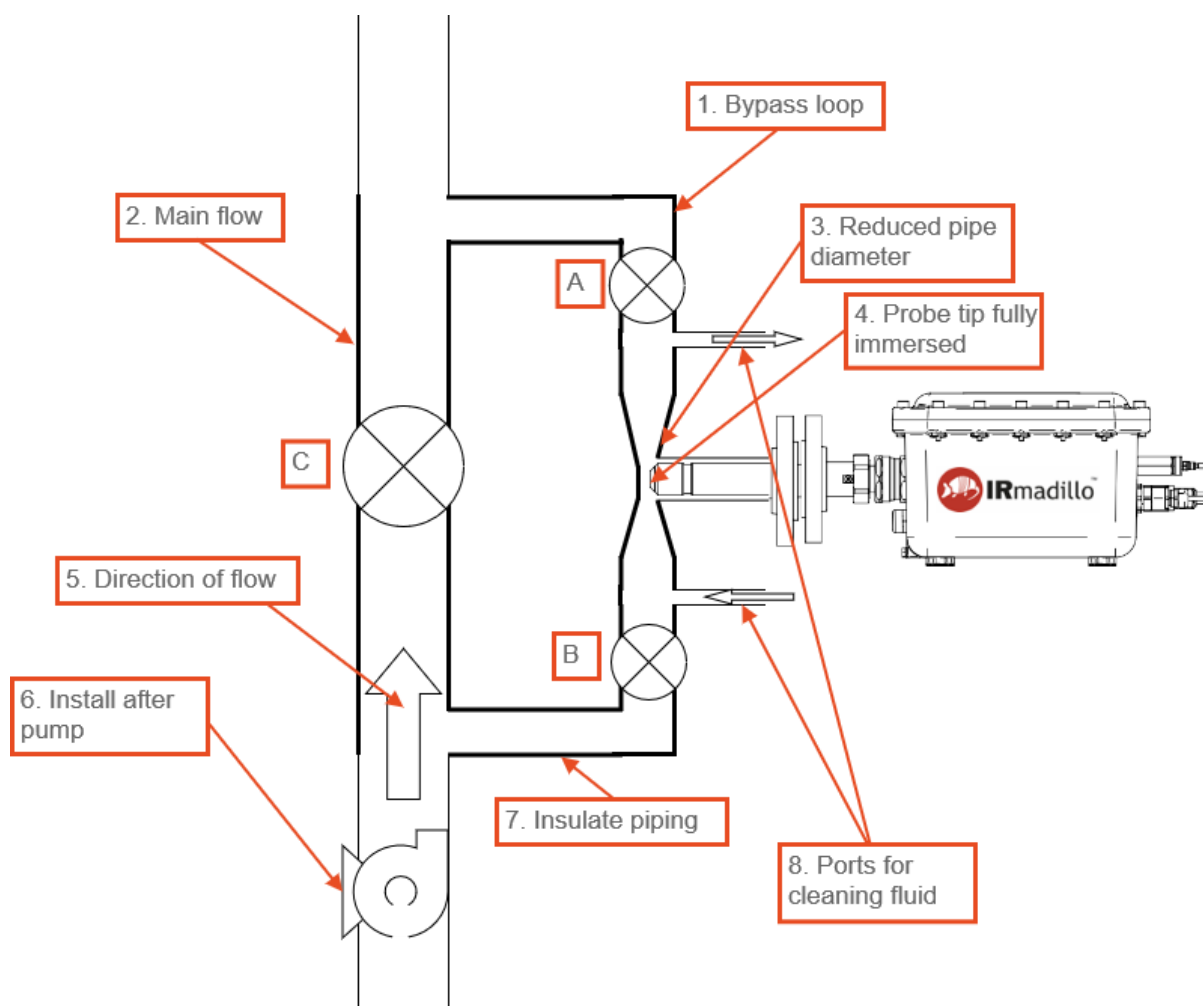 1. Bypass loop
2. Main flow
3. Reduced pipe
diameter
A
4. Probe tip fully
immersed
C
IRmadillo™
5. Direction of flow
B
6. Install after
pump
7. Insulate piping
8. Ports for
cleaning fluid